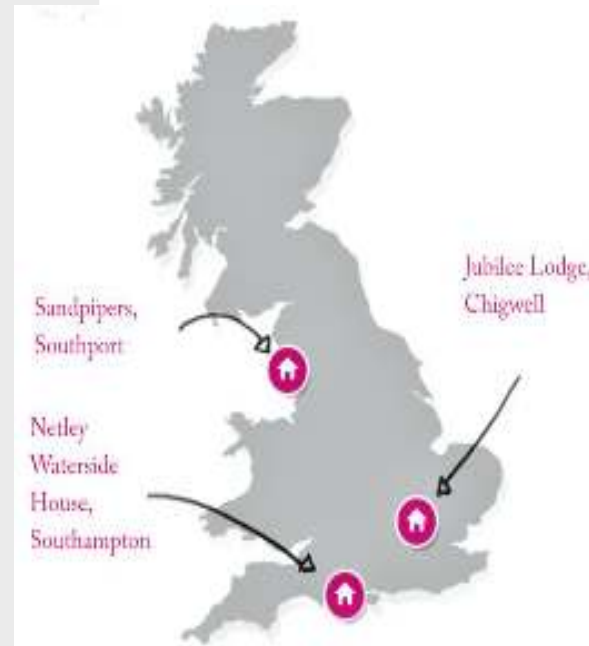 Sandpipers,
Southport
Jubilee Lodge,
Chigwell
Netley
Waterside
House,
Southampton